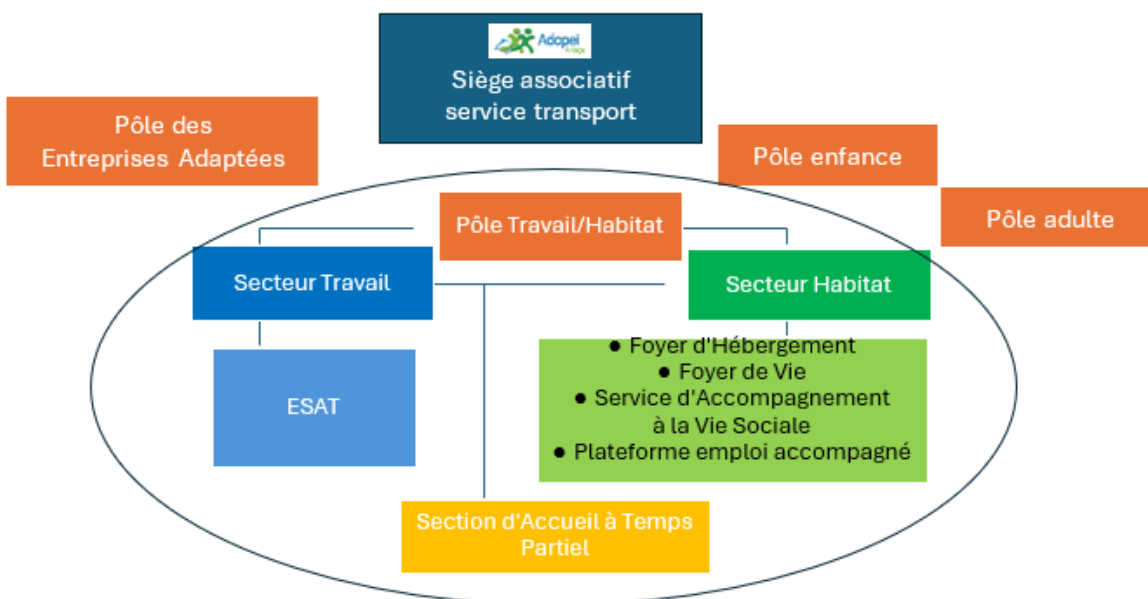 Adapei
Ariège
Siège associatif
service transport
Pôle des
Entreprises Adaptées
Pôle enfance
Pôle adulte
Pôle Travail/Habitat
Secteur Travail
Secteur Habitat
ESAT
● Foyer d'Hébergement
● Foyer de Vie
● Service d'Accompagnement
à la Vie Sociale
● Plateforme emploi accompagné
Section d'Accueil à Temps
Partiel